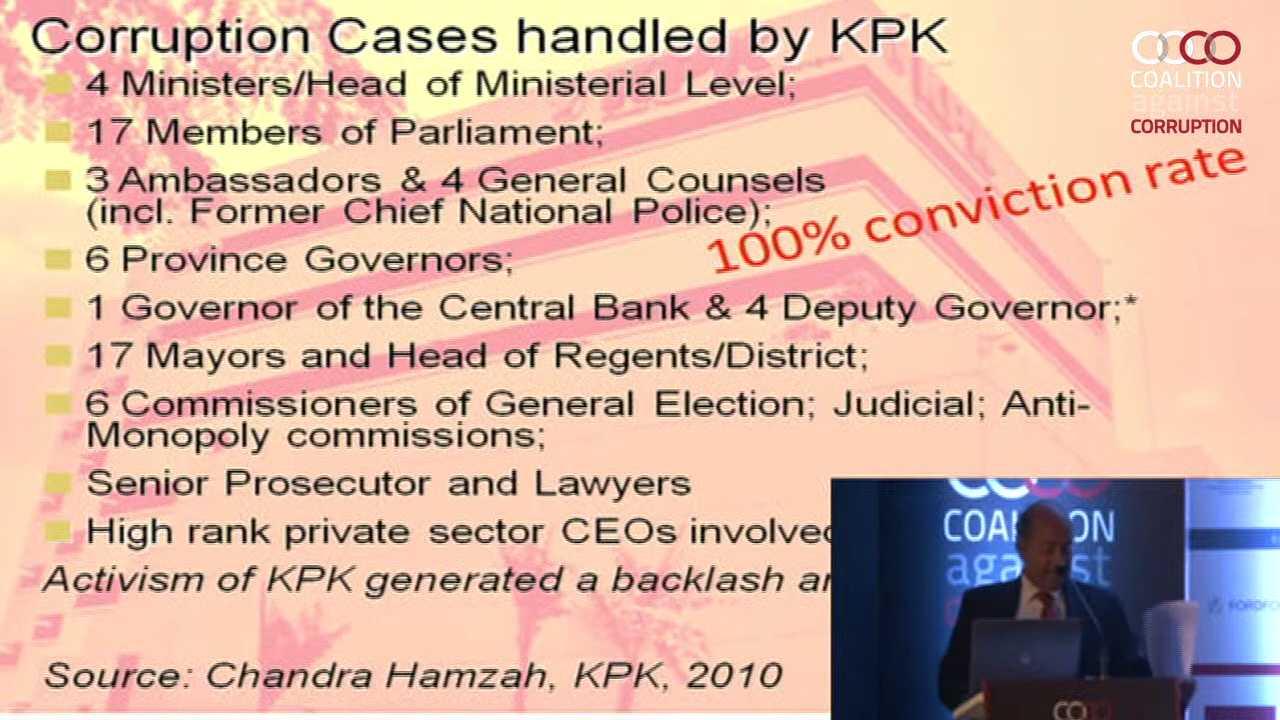 Corruption Cases handled by KPK
4 Ministers/Head of Ministerial Level;
17 Members of Parliament;
3 Ambassadors & 4 General Counsels
(incl. Former Chief National Police);
6 Province Governors;
1 Governor of the Central Bank & 4 Deputy Governor;*
17 Mayors and Head of Regents/District;
6 Commissioners of General Election; Judicial; Anti-
Monopoly commissions;
Senior Prosecutor and Lawyers
High rank private sector CEOs involved
Activism of KPK generated a backlash
Source: Chandra Hamzah, KPK, 2010
100% conviction rate
COALITION
against
CORRUPTION
COALITION
against